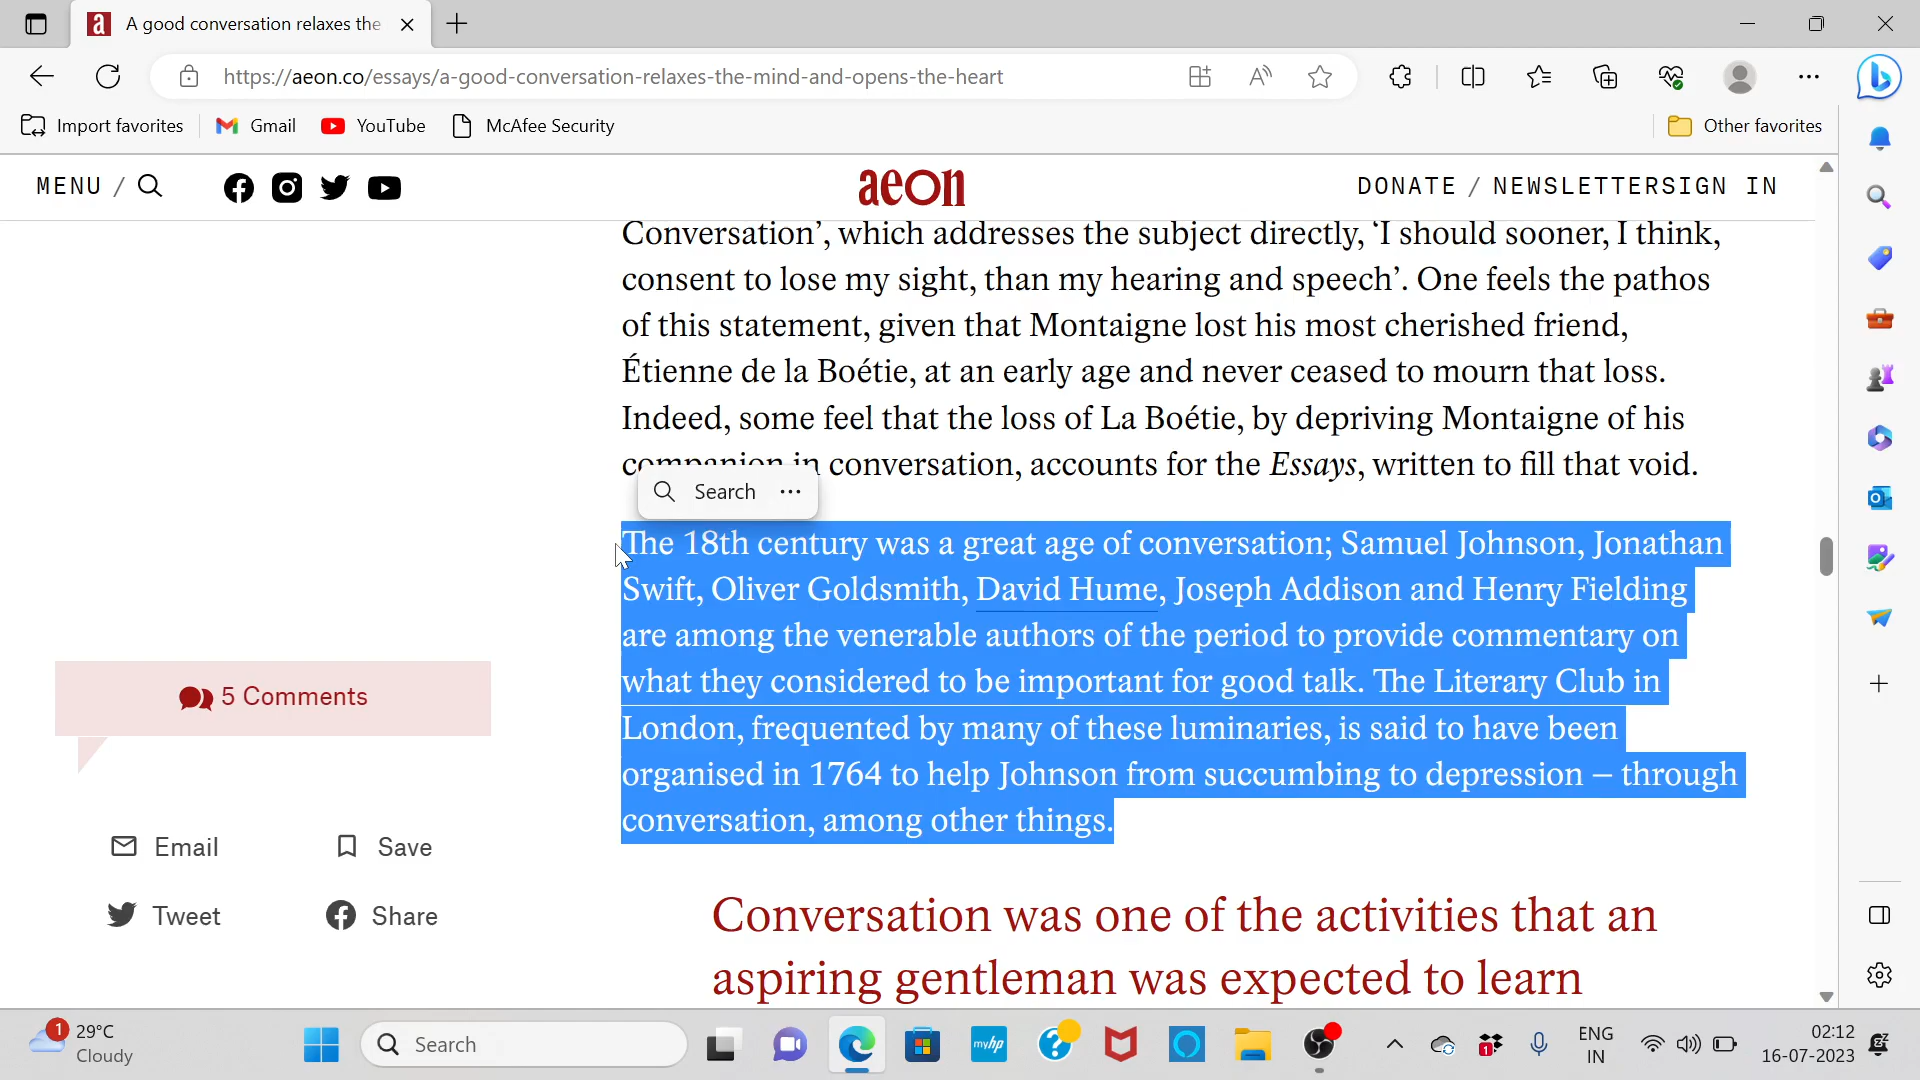 A good conversation relaxes the
https://aeon.co/essays/a-good-conversation-relaxes-the-mind-and-opens-the-heart
Import favorites
Gmail
YouTube
McAfee Security
Other favorites
MENU /
aeon
DONATE / NEWSLETTERSIGN IN
Conversation’, which addresses the subject directly, ‘I should sooner, I think,
consent to lose my sight, than my hearing and speech’. One feels the pathos
of this statement, given that Montaigne lost his most cherished friend,
Étienne de la Boétie, at an early age and never ceased to mourn that loss.
Indeed, some feel that the loss of La Boétie, by depriving Montaigne of his
companion in conversation, accounts for the Essays, written to fill that void.
Search
The 18th century was a great age of conversation; Samuel Johnson, Jonathan
Swift, Oliver Goldsmith, David Hume, Joseph Addison and Henry Fielding
are among the venerable authors of the period to provide commentary on
what they considered to be important for good talk. The Literary Club in
London, frequented by many of these luminaries, is said to have been
organised in 1764 to help Johnson from succumbing to depression – through
conversation, among other things.
5 Comments
Email
Save
Tweet
Share
Conversation was one of the activities that an
aspiring gentleman was expected to learn
1
29°C
Cloudy
Search
myhp
1
ENG
IN
02:12
16-07-2023